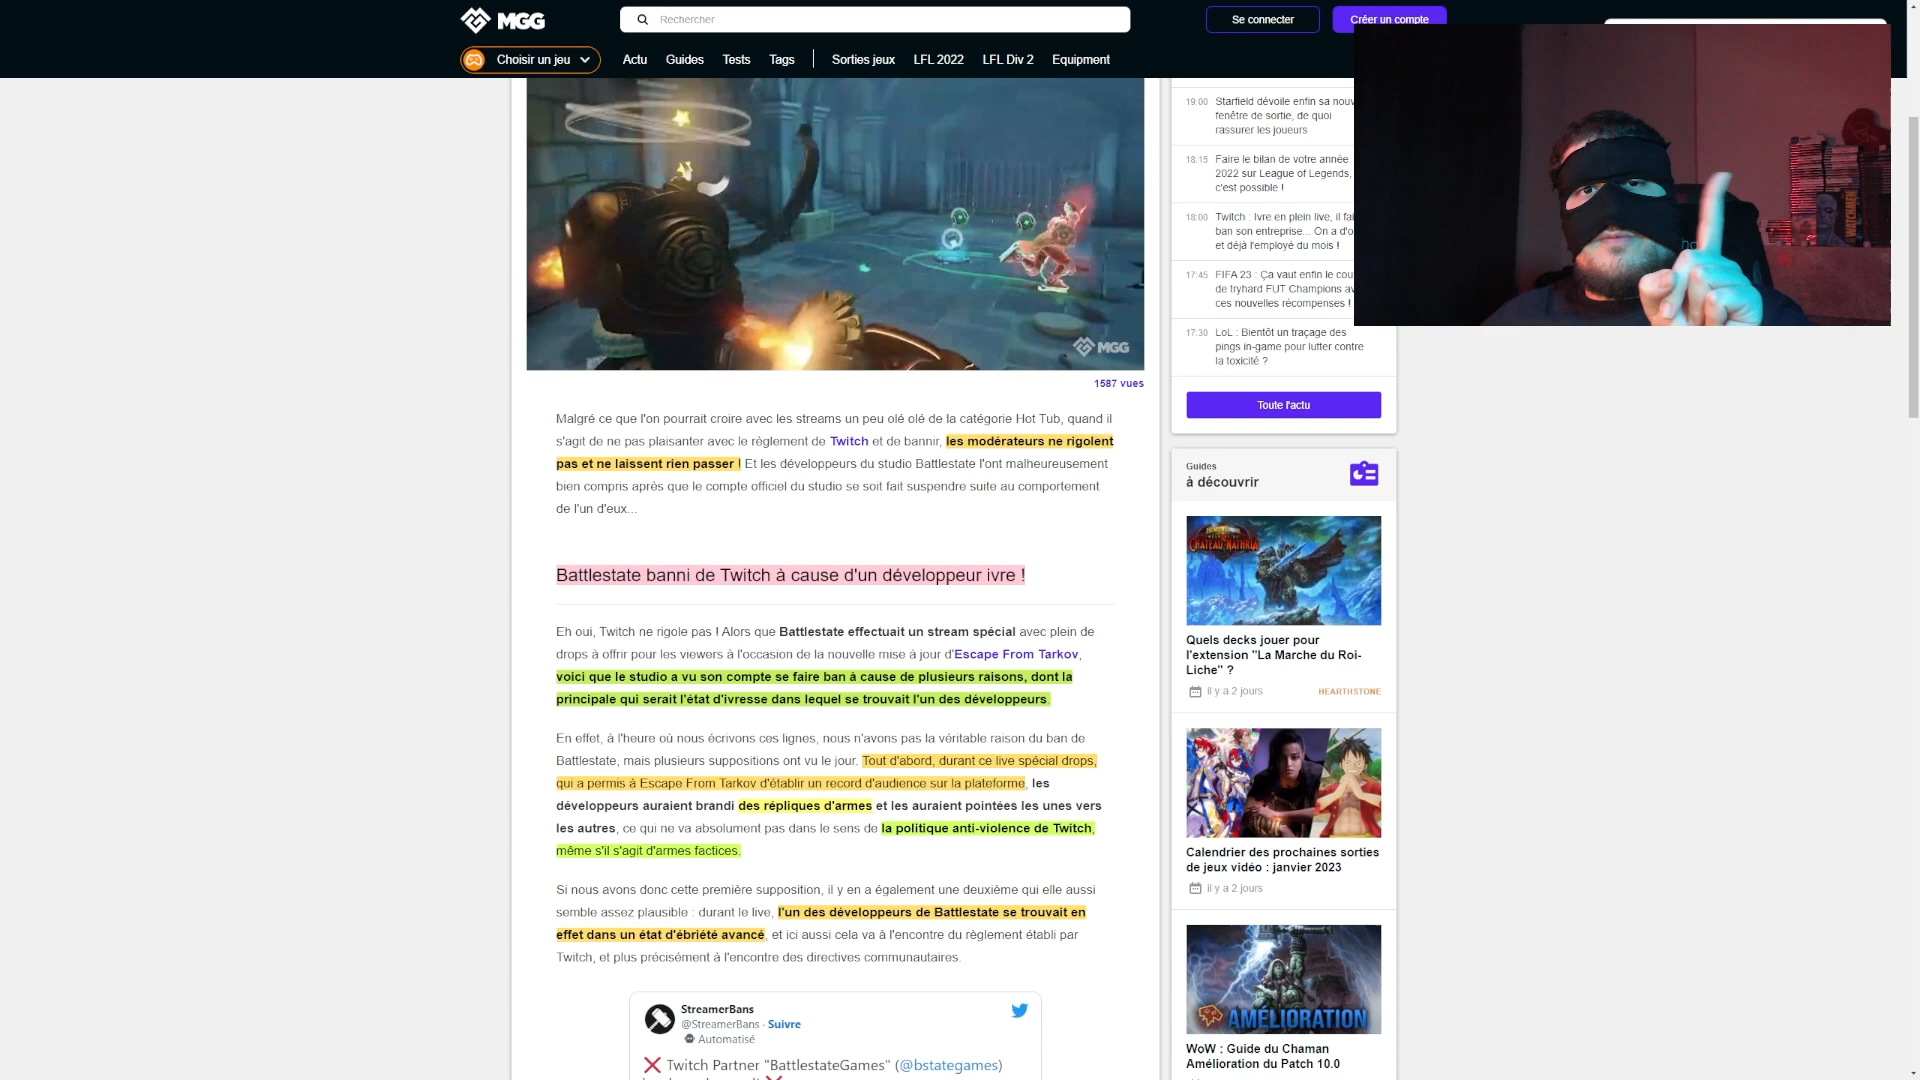 MGG
Rechercher
Se connecter
Créer un compte
Choisir un jeu
Actu
Guides
Tests
Tags
Sorties jeux
LFL 2022
LFL Div 2
Equipment
MGG
1587 vues
Malgré ce que l'on pourrait croire avec les streams un peu olé olé de la catégorie Hot Tub, quand il
s'agit de ne pas plaisanter avec le règlement de Twitch et de bannir, les modérateurs ne rigolent
pas et ne laissent rien passer ! Et les développeurs du studio Battlestate l'ont malheureusement
bien compris après que le compte officiel du studio se soit fait suspendre suite au comportement
de l'un d'eux...
Battlestate banni de Twitch à cause d'un développeur ivre !
Eh oui, Twitch ne rigole pas ! Alors que Battlestate effectuait un stream spécial avec plein de
drops à offrir pour les viewers à l'occasion de la nouvelle mise à jour d'Escape From Tarkov,
voici que le studio a vu son compte se faire ban à cause de plusieurs raisons, dont la
principale qui serait l'état d'ivresse dans lequel se trouvait l'un des développeurs.
En effet, à l'heure où nous écrivons ces lignes, nous n'avons pas la véritable raison du ban de
Battlestate, mais plusieurs suppositions ont vu le jour. Tout d'abord, durant ce live spécial drops,
qui a permis à Escape From Tarkov d'établir un record d'audience sur la plateforme, les
développeurs auraient brandi des répliques d'armes et les auraient pointées les unes vers
les autres, ce qui ne va absolument pas dans le sens de la politique anti-violence de Twitch,
même s'il s'agit d'armes factices.
Si nous avons donc cette première supposition, il y en a également une deuxième qui elle aussi
semble assez plausible : durant le live, l'un des développeurs de Battlestate se trouvait en
effet dans un état d'ébriété avancé, et ici aussi cela va à l'encontre du règlement établi par
Twitch, et plus précisément à l'encontre des directives communautaires.
StreamerBans
@StreamerBans · Suivre
Automatisé
Twitch Partner "BattlestateGames" (@bstategames)
19:00 Starfield dévoile enfin sa nouv
fenêtre de sortie, de quoi
rassurer les joueurs
18:15 Faire le bilan de votre année
2022 sur League of Legends,
c'est possible !
18:00 Twitch : Ivre en plein live, il fai
ban son entreprise... On a d'o
et déjà l'employé du mois !
17:45 FIFA 23 : Ça vaut enfin le cou
de tryhard FUT Champions av
ces nouvelles récompenses !
17:30 LoL : Bientôt un traçage des
pings in-game pour lutter contre
la toxicité ?
Toute l'actu
Guides
à découvrir
CHÂTEAU NATHRIA
Quels decks jouer pour
l'extension "La Marche du Roi-
Liche" ?
il y a 2 jours
HEARTHSTONE
Calendrier des prochaines sorties
de jeux vidéo : janvier 2023
il y a 2 jours
AMÉLIORATION
WoW : Guide du Chaman
Amélioration du Patch 10.0
WATCHMEN